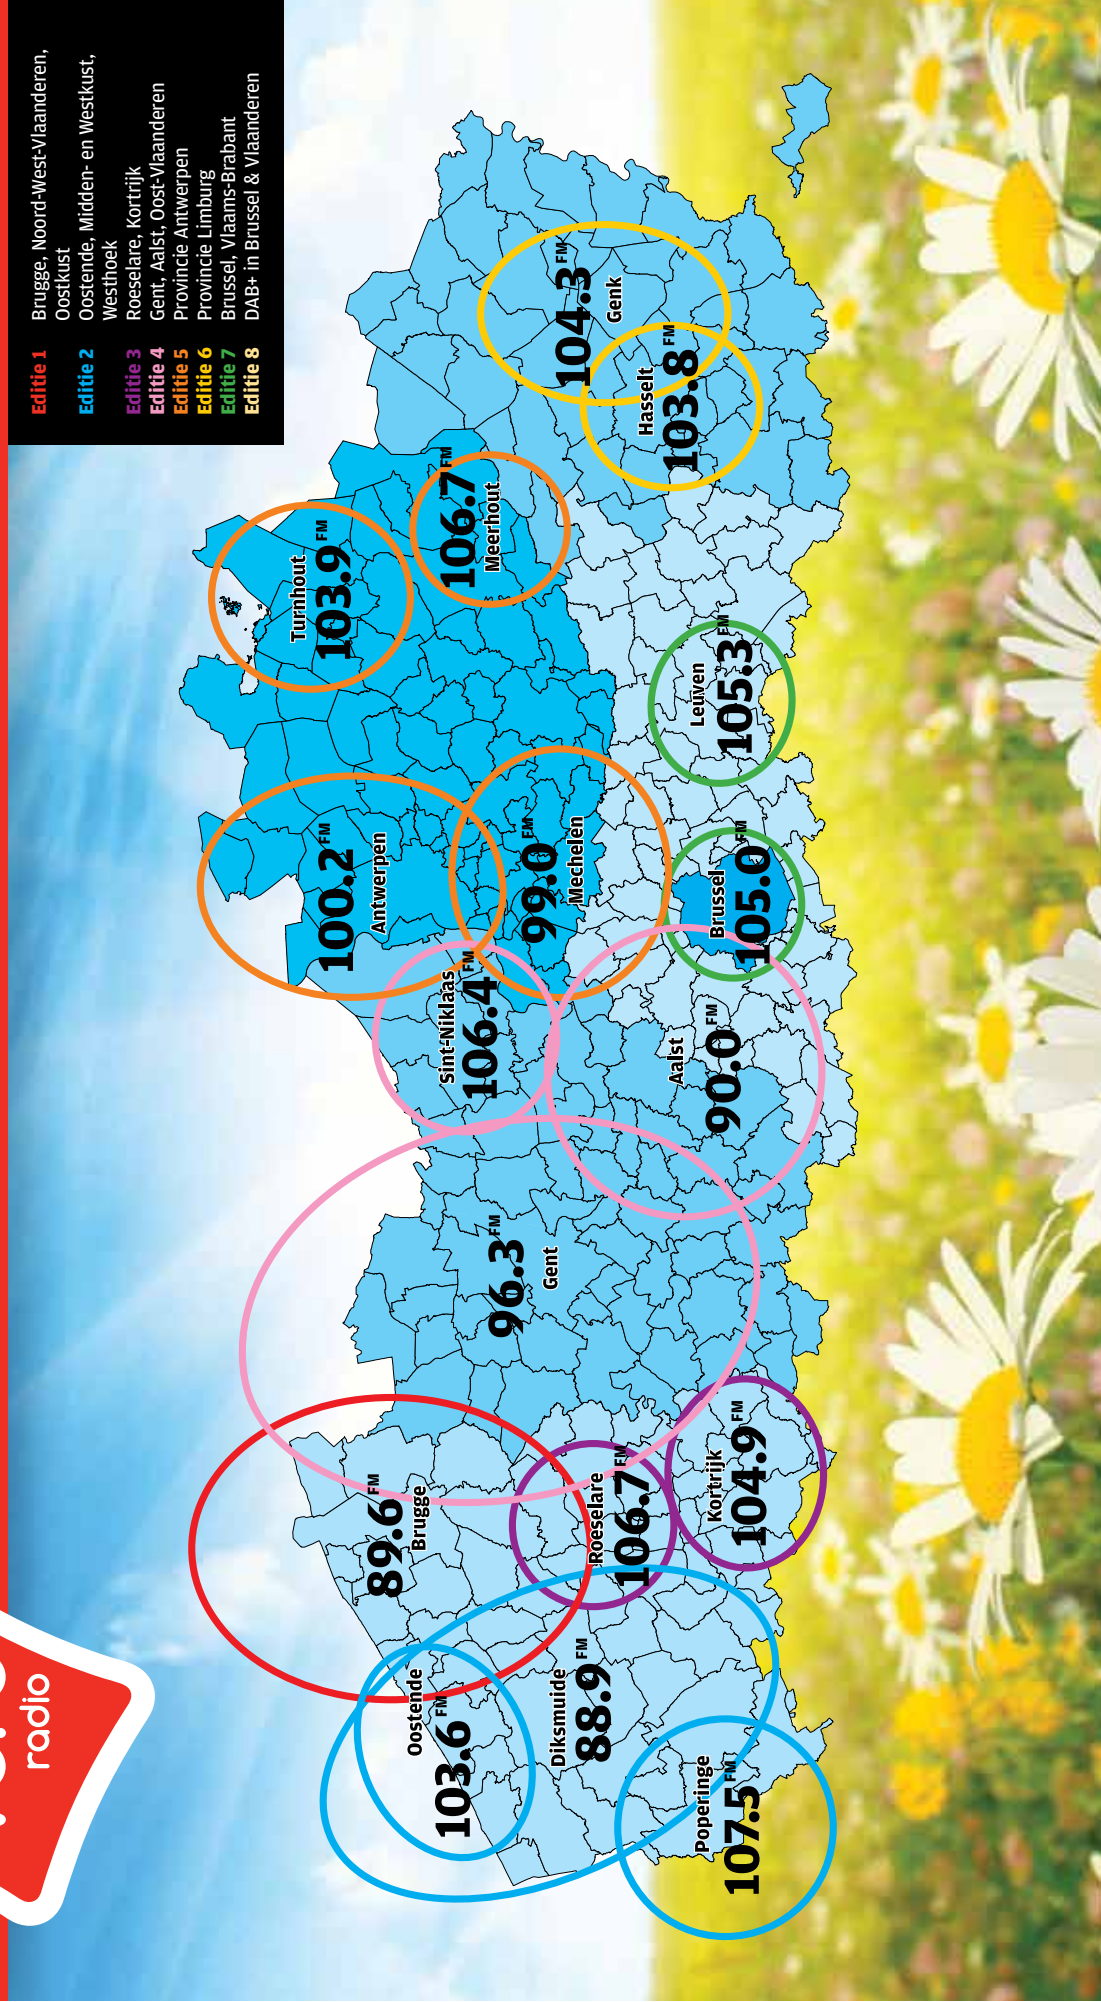 radio
Editie 1 Brugge, Noord-West-Vlaanderen,
Oostkust
Editie 2 Oostende, Midden- en Westkust,
Westhoek
Editie 3 Roeselare, Kortrijk
Editie 4 Gent, Aalst, Oost-Vlaanderen
Editie 5 Provincie Antwerpen
Editie 6 Provincie Limburg
Editie 7 Brussel, Vlaams-Brabant
Editie 8 DAB+ in Brussel & Vlaanderen
Turnhout
103.9 FM
100.2 FM
Antwerpen
106.7 FM
Meerhout
89.6 FM
Brugge
Oostende
103.6 FM
Sint-Niklaas
106.4 FM
96.3 FM
Gent
99.0 FM
Mechelen
104.3 FM
Genk
Hasselt
103.8 FM
Diksmuide
88.9 FM
Roeselare
106.7 FM
Aalst
90.0 FM
Brussel
105.0 FM
Leuven
105.3 FM
Poperinge
107.5 FM
Kortrijk
104.9 FM